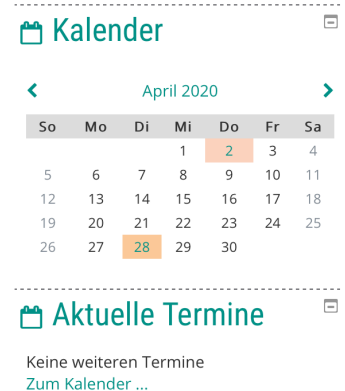 Kalender
April 2020
So Mo Di Mi Do Fr Sa
1 2 3 4
5 6 7 8 9 10 11
12 13 14 15 16 17 18
19 20 21 22 23 24 25
26 27 28 29 30
Aktuelle Termine
Keine weiteren Termine
Zum Kalender ...